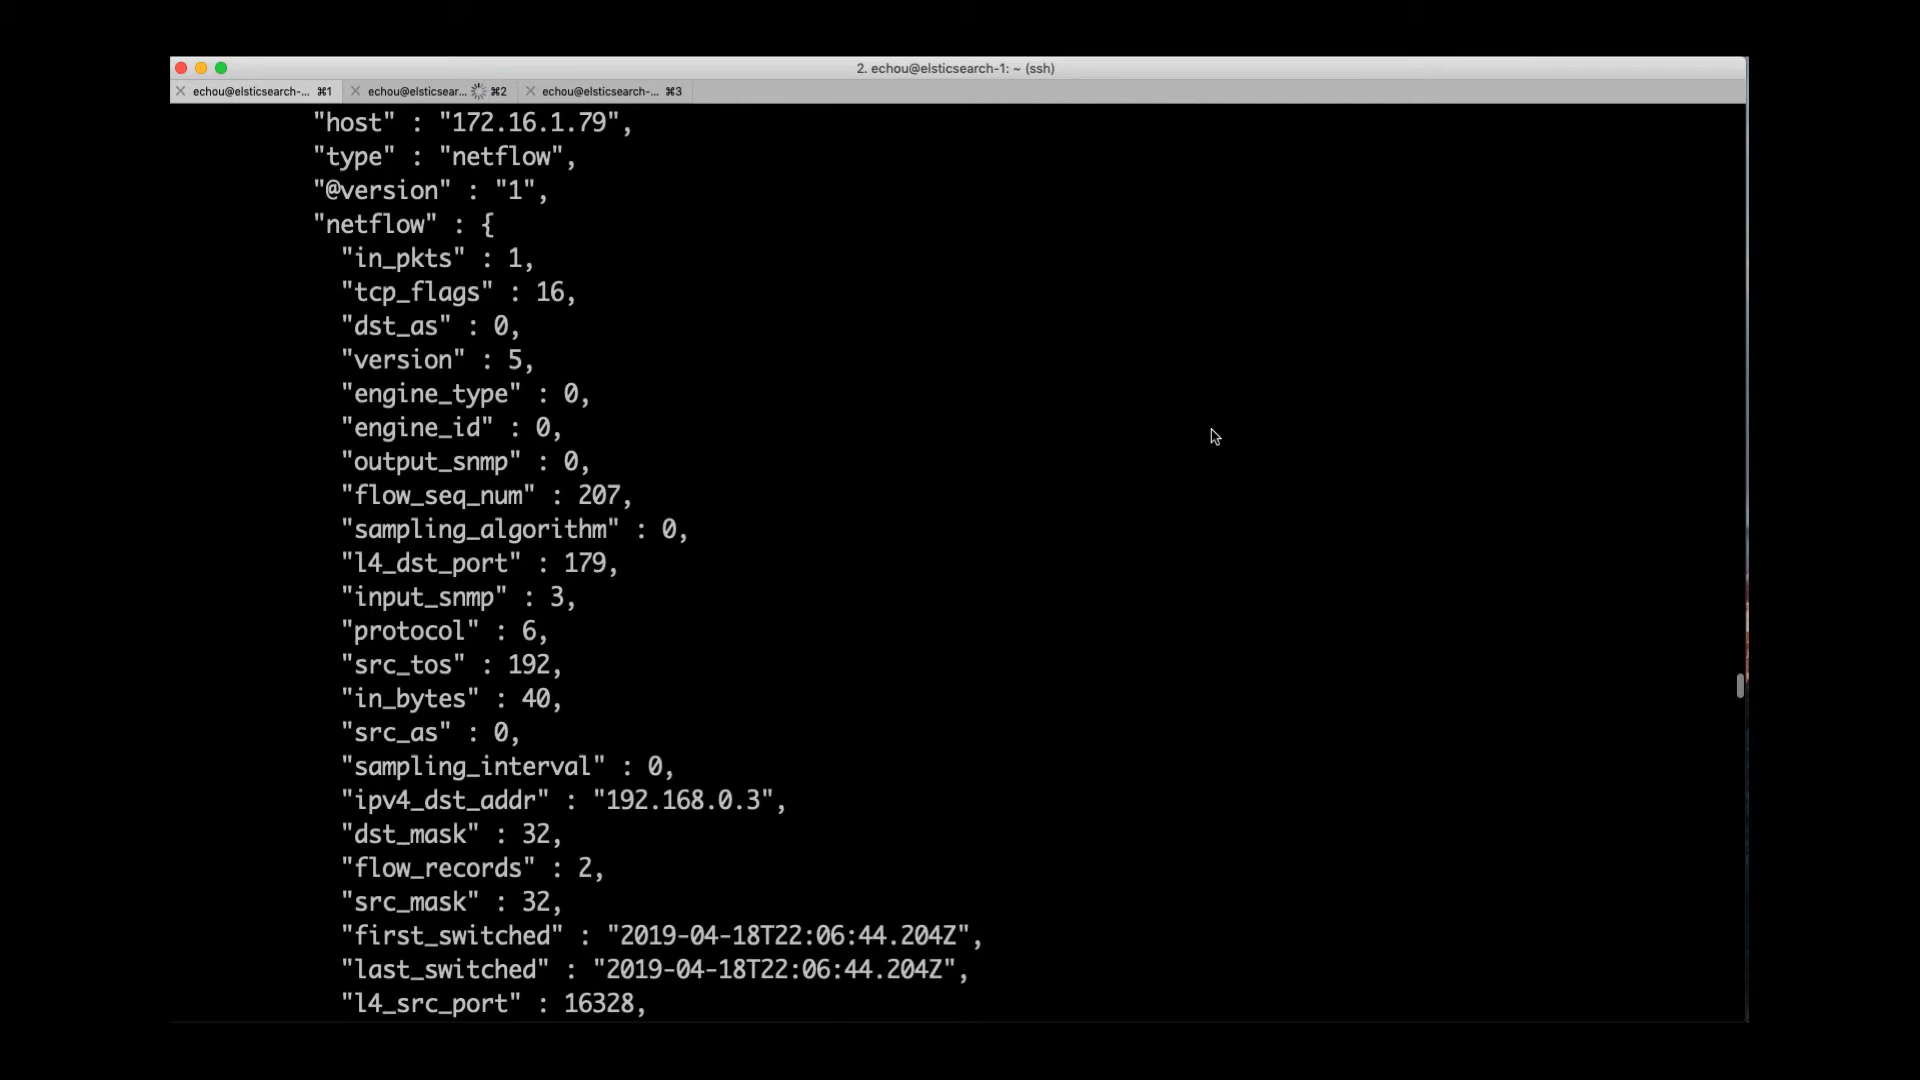 2. echou@elsticsearch-1: ~ (ssh)
echou@elsticsearch-... ⌘1 echou@elsticsear... ⌘2 echou@elsticsearch-... ⌘3
"host" : "172.16.1.79",
"type" : "netflow",
"@version" : "1",
"netflow" : {
"in_pkts" : 1,
"tcp_flags" : 16,
"dst_as" : 0,
"version" : 5,
"engine_type" : 0,
"engine_id" : 0,
"output_snmp" : 0,
"flow_seq_num" : 207,
"sampling_algorithm" : 0,
"l4_dst_port" : 179,
"input_snmp" : 3,
"protocol" : 6,
"src_tos" : 192,
"in_bytes" : 40,
"src_as" : 0,
"sampling_interval" : 0,
"ipv4_dst_addr" : "192.168.0.3",
"dst_mask" : 32,
"flow_records" : 2,
"src_mask" : 32,
"first_switched" : "2019-04-18T22:06:44.204Z",
"last_switched" : "2019-04-18T22:06:44.204Z",
"l4_src_port" : 16328,